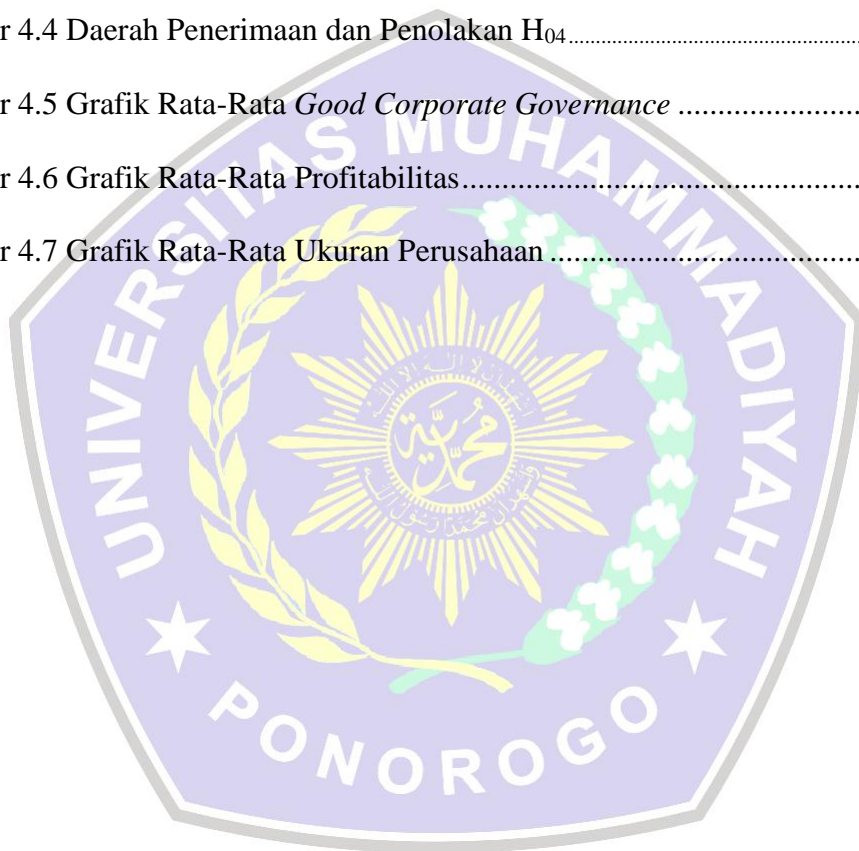 r 4.4 Daerah Penerimaan dan Penolakan H04.....................................................
r 4.5 Grafik Rata-Rata Good Corporate Governance .......................
r 4.6 Grafik Rata-Rata Profitabilitas..................................................
r 4.7 Grafik Rata-Rata Ukuran Perusahaan .......................................
UNIVERSITAS MUHAMMADIYAH
محمدية
PONOROGO